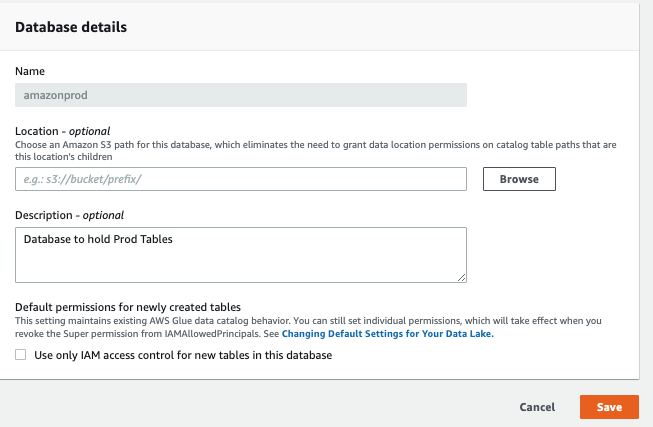 Database details
Name
amazonprod
Location - optional
Choose an Amazon S3 path for this database, which eliminates the need to grant data location permissions on catalog table paths that are
this location's children
e.g.: s3://bucket/prefix/
Browse
Description - optional
Database to hold Prod Tables
Default permissions for newly created tables
This setting maintains existing AWS Glue data catalog behavior. You can still set individual permissions, which will take effect when you
revoke the Super permission from IAMAllowedPrincipals. See Changing Default Settings for Your Data Lake.
Use only IAM access control for new tables in this database
Cancel
Save